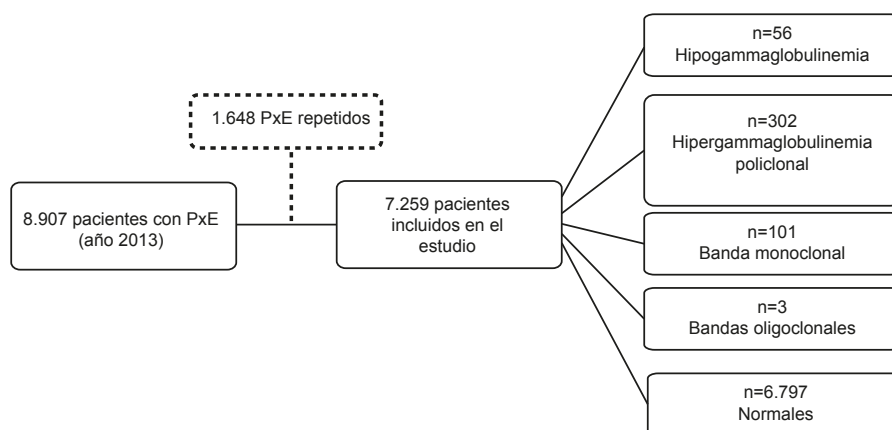 8.907 pacientes con PxE
(año 2013)
1.648 PxE repetidos
7.259 pacientes
incluidos en el
estudio
n=56
Hipogammaglobulinemia
n=302
Hipergammaglobulinemia
policlonal
n=101
Banda monoclonal
n=3
Bandas oligoclonales
n=6.797
Normales